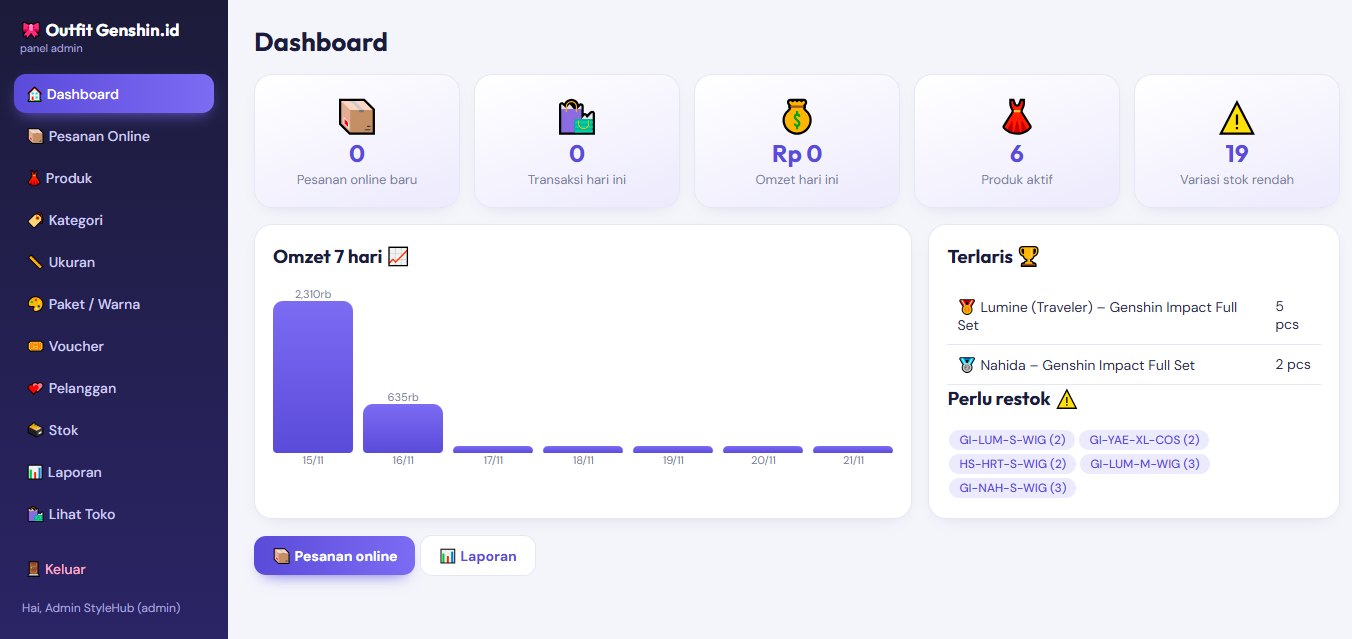 Outfit Genshin.id
panel admin
Dashboard
Pesanan Online
Produk
Kategori
Ukuran
Paket / Warna
Voucher
Pelanggan
Stok
Laporan
Lihat Toko
Keluar
Hai, Admin StyleHub (admin)
Dashboard
0
Pesanan online baru
0
Transaksi hari ini
Rp 0
Omzet hari ini
6
Produk aktif
19
Variasi stok rendah
Omzet 7 hari
2,310rb
635rb
15/11 16/11 17/11 18/11 19/11 20/11 21/11
Terlaris
Lumine (Traveler) – Genshin Impact Full
Set
5
pcs
Nahida – Genshin Impact Full Set 2 pcs
Perlu restok
GI-LUM-S-WIG (2) GI-YAE-XL-COS (2)
HS-HRT-S-WIG (2) GI-LUM-M-WIG (3)
GI-NAH-S-WIG (3)
Pesanan online Laporan